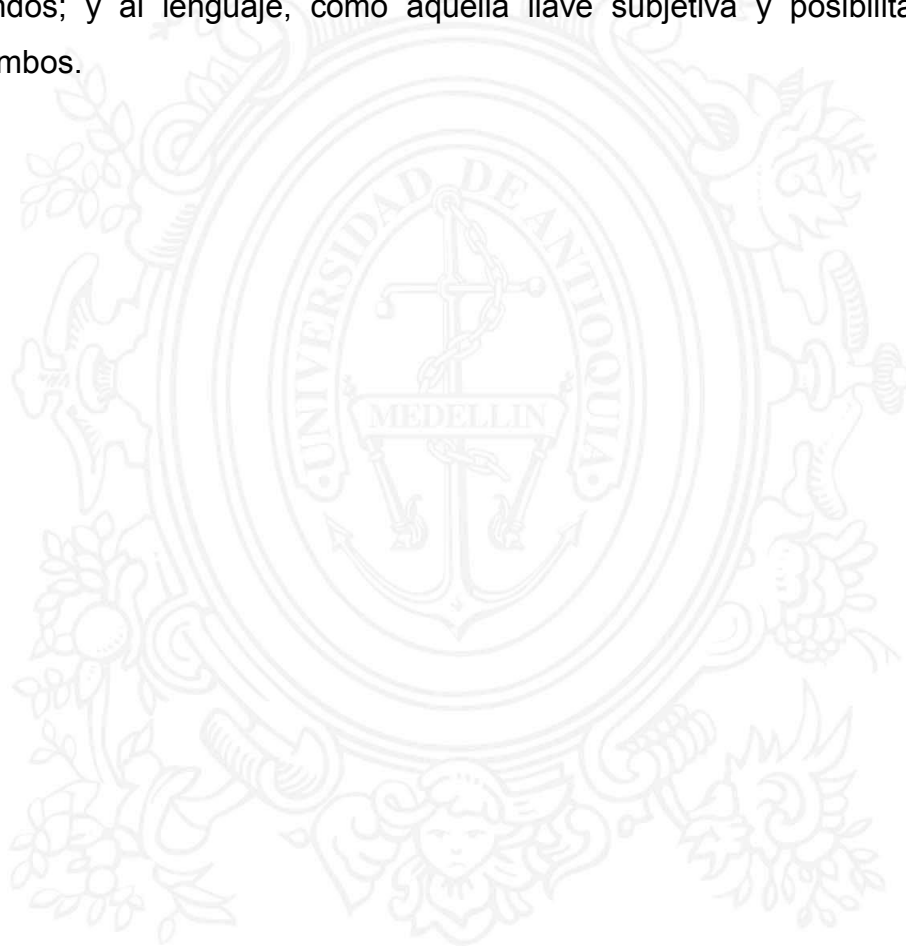 ndos; y al lenguaje, como aquella llave subjetiva y posibilita
mbos.
UNIVERSIDAD DE ANTIOQUIA
MEDELLIN